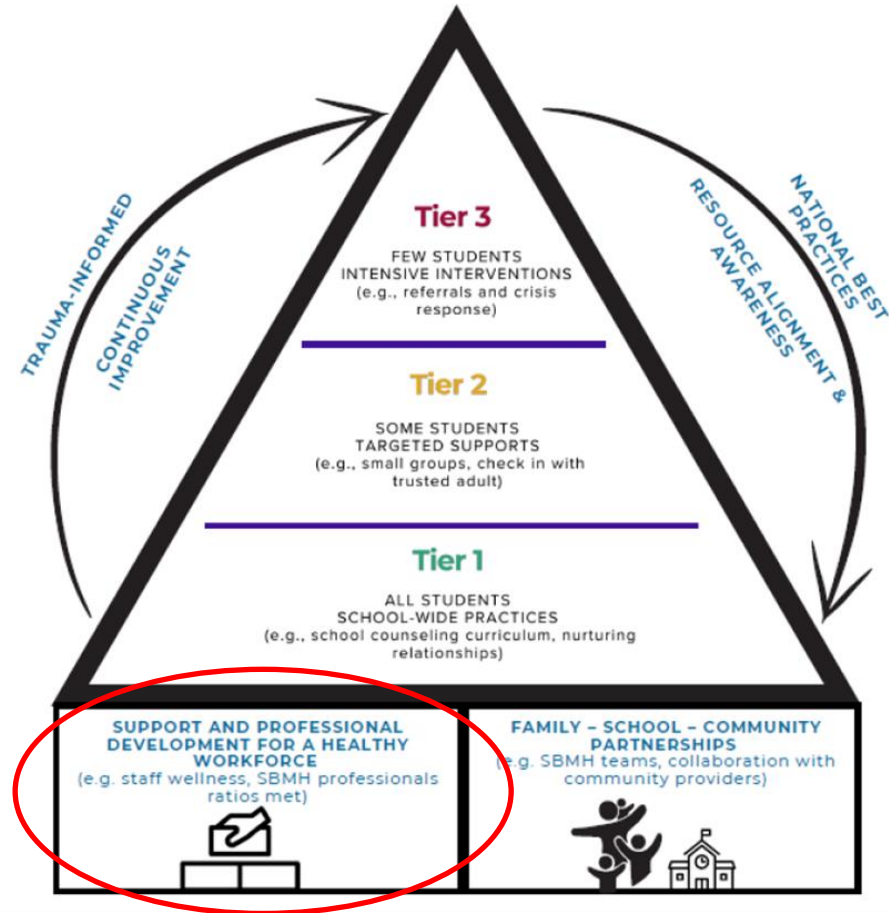 Tier 3
FEW STUDENTS
INTENSIVE INTERVENTIONS
(e.g., referrals and crisis
response)
TRAUMA-INFORMED
CONTINUOUS
IMPROVEMENT
NATIONAL BEST
PRACTICES
RESOURCE ALIGNMENT &
AWARENESS
Tier 2
SOME STUDENTS
TARGETED SUPPORTS
(e.g., small groups, check in with
trusted adult)
Tier 1
ALL STUDENTS
SCHOOL-WIDE PRACTICES
(e.g., school counseling curriculum, nurturing
relationships)
SUPPORT AND PROFESSIONAL
DEVELOPMENT FOR A HEALTHY
WORKFORCE
(e.g. staff wellness, SBMH professionals
ratios met)
FAMILY – SCHOOL – COMMUNITY
PARTNERSHIPS
(e.g. SBMH teams, collaboration with
community providers)